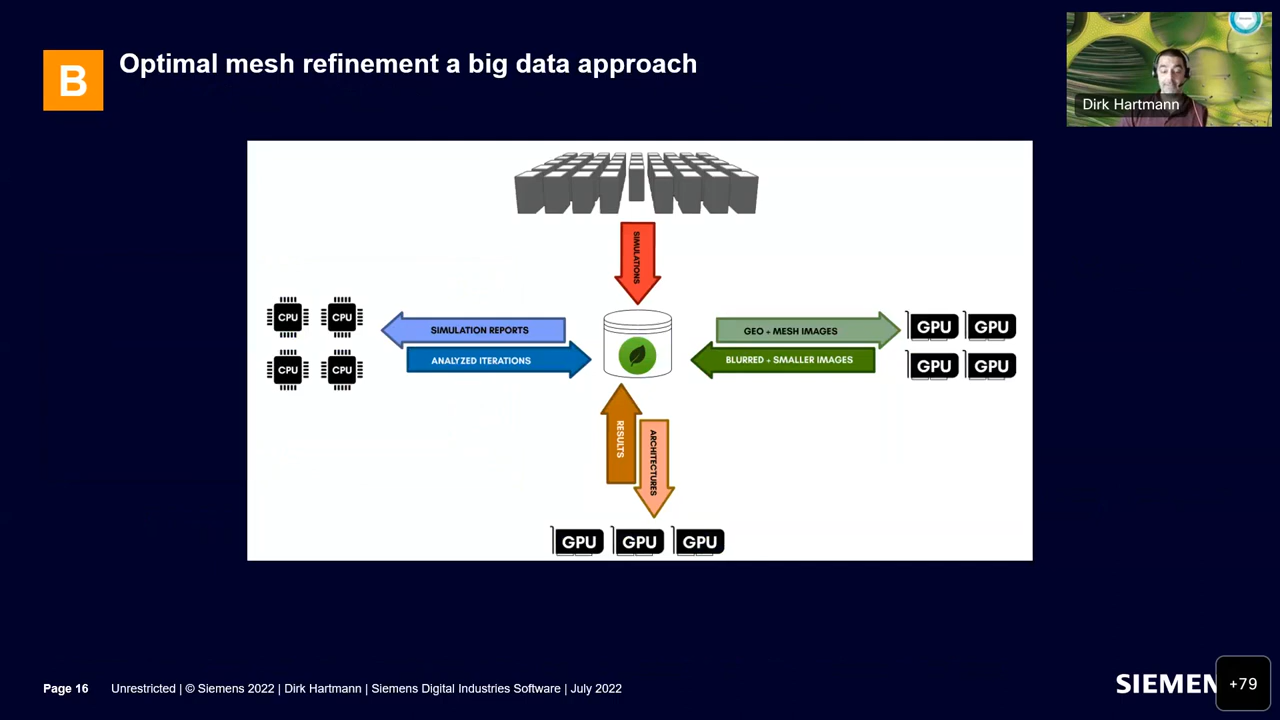 B
Optimal mesh refinement a big data approach
Dirk Hartmann
SIMULATIONS
CPU CPU
CPU CPU
SIMULATION REPORTS
ANALYZED ITERATIONS
GEO + MESH IMAGES
BLURRED + SMALLER IMAGES
GPU GPU
GPU GPU
RESULTS
ARCHITECTURES
GPU GPU GPU
Page 16 Unrestricted | © Siemens 2022 | Dirk Hartmann | Siemens Digital Industries Software | July 2022
SIEMEN
+79